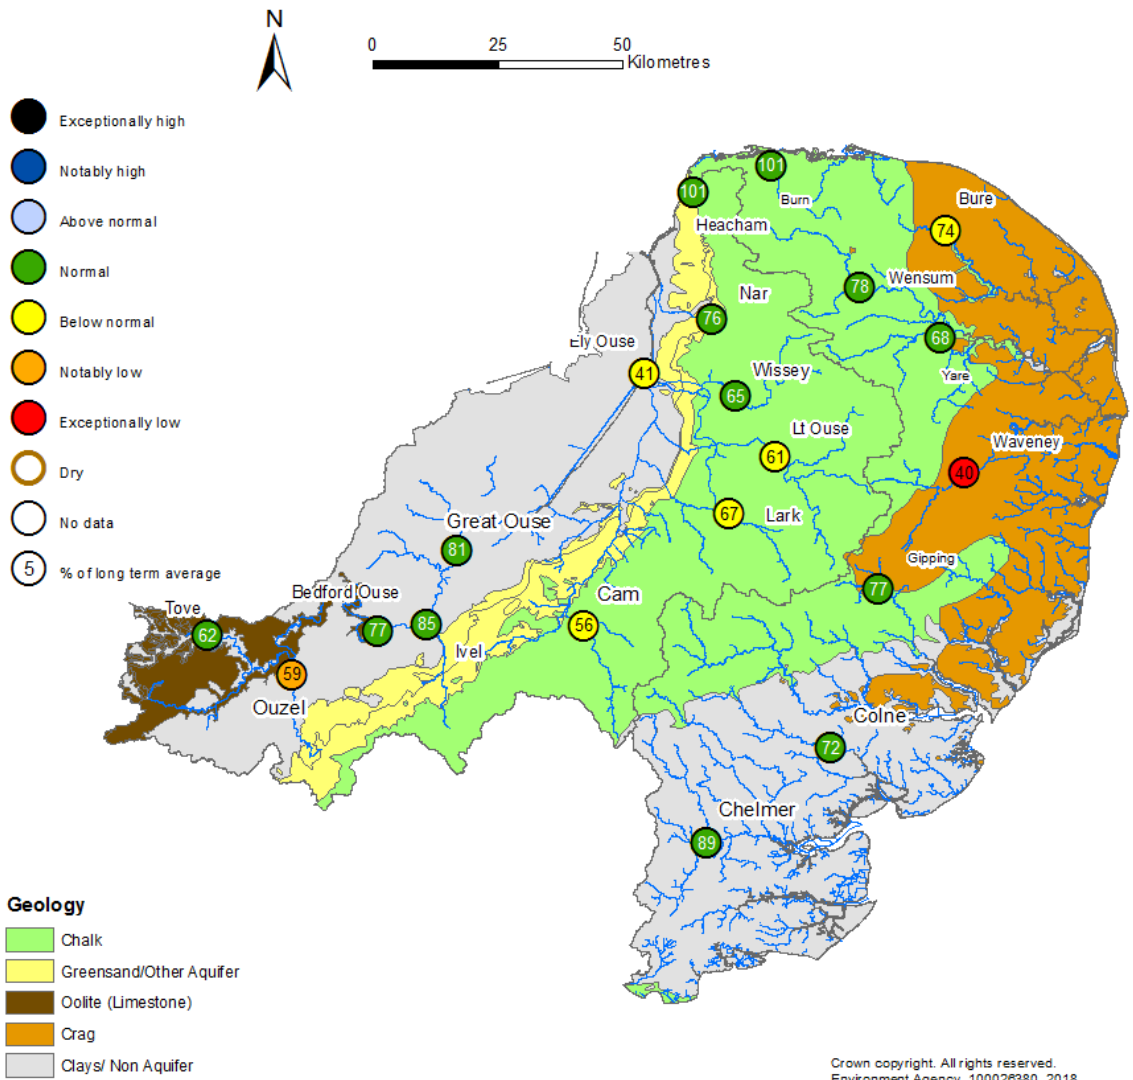 N
0 25 50
Kilometres
Exceptionally high
Notably high
Above normal
Normal
Below normal
Notably low
Exceptionally low
Dry
No data
5 % of long term average
101
Burn
101
Heacham
Bure
74
Wensum
78
Nar
76
68
Yare
Ely Ouse
41
Wissey
65
Lt Ouse
61
Waveney
40
67
Lark
Great Ouse
81
Gipping
77
Bedford Ouse
77
85
Cam
56
Tove
62
Ivel
59
Ouzel
Colne
72
Chelmer
89
Geology
Chalk
Greensand/Other Aquifer
Oolite (Limestone)
Crag
Clays/ Non Aquifer
Crown copyright. All rights reserved.
Environment Agency, 100026380, 2018